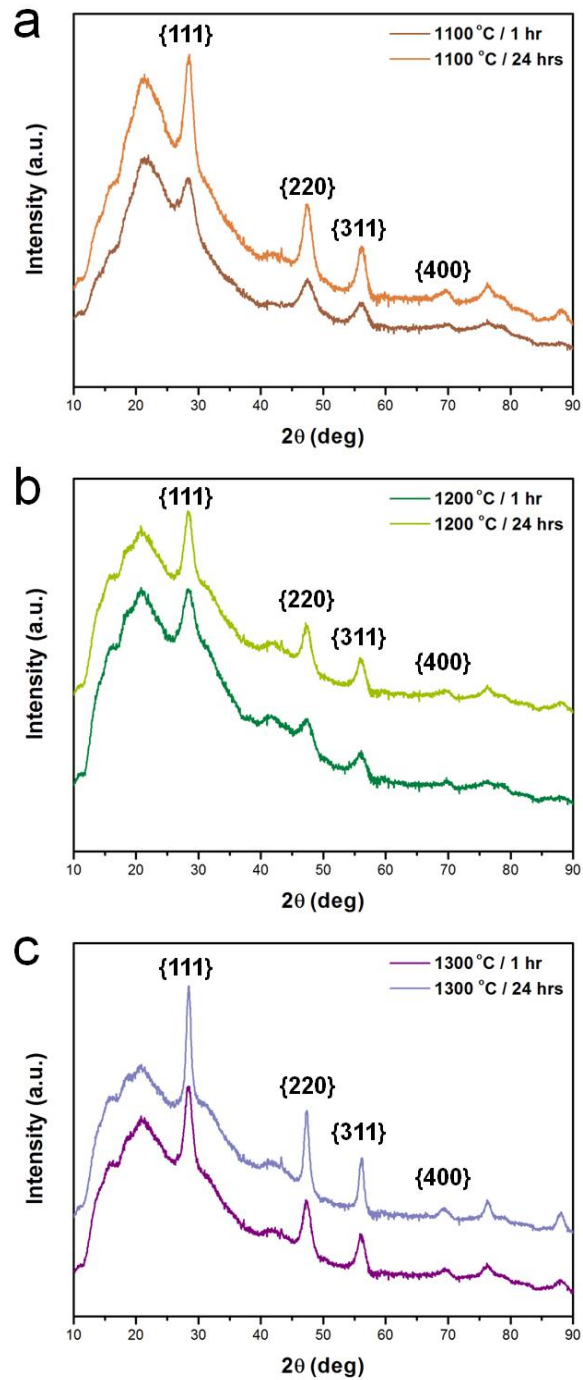 a
{111}
1100 °C / 1 hr
1100 °C / 24 hrs
{220}
{311}
{400}
Intensity (a.u.)
10 20 30 40 50 60 70 80 90
2θ (deg)
b
{111}
1200 °C / 1 hr
1200 °C / 24 hrs
{220}
{311}
{400}
Intensity (a.u.)
10 20 30 40 50 60 70 80 90
2θ (deg)
c
{111}
1300 °C / 1 hr
1300 °C / 24 hrs
{220}
{311}
{400}
Intensity (a.u.)
10 20 30 40 50 60 70 80 90
2θ (deg)